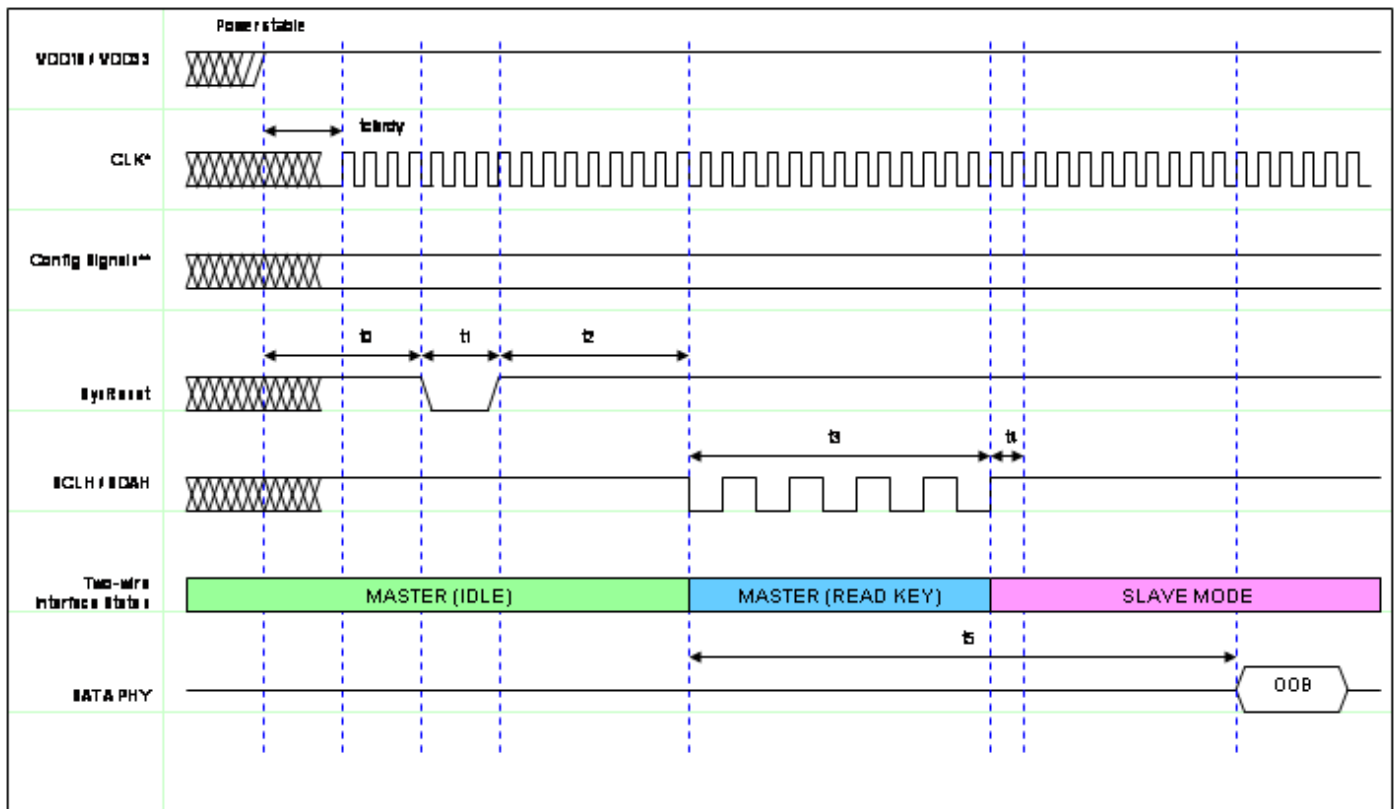 Power stable
VDD18 / VDD33
tclkrdy
CLK*
Config Signals**
t0
t1
t2
SysReset
t3
t4
SCLH / SDAH
Two-wire
Interface Status
MASTER (IDLE)
MASTER (READ KEY)
SLAVE MODE
t5
SATA PHY
OOB